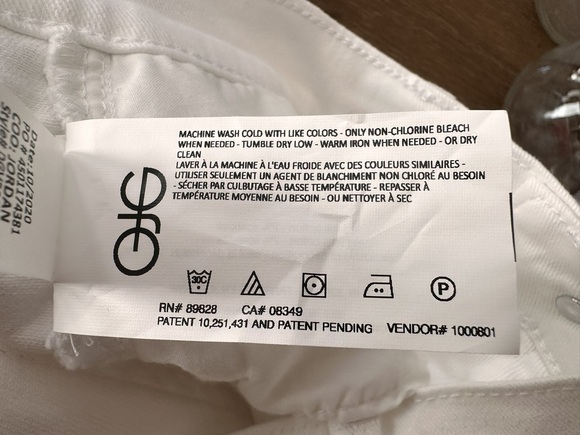 MACHINE WASH COLD WITH LIKE COLORS - ONLY NON-CHLORINE BLEACH
WHEN NEEDED - TUMBLE DRY LOW - WARM IRON WHEN NEEDED - OR DRY
CLEAN
LAVER À LA MACHINE À L'EAU FROIDE AVEC DES COULEURS SIMILAIRES -
UTILISER SEULEMENT UN AGENT DE BLANCHIMENT NON CHLORÉ AU BESOIN
- SÉCHER PAR CULBUTAGE À BASSE TEMPÉRATURE - REPASSER À
TEMPÉRATURE MOYENNE AU BESOIN - OU NETTOYER À SEC
30C
P
RN# 89828 CA# 08349
PATENT 10,251,431 AND PATENT PENDING VENDOR# 1000801
Date: 10/2020
P/O # 4501174381
COO: JORDAN
Style#